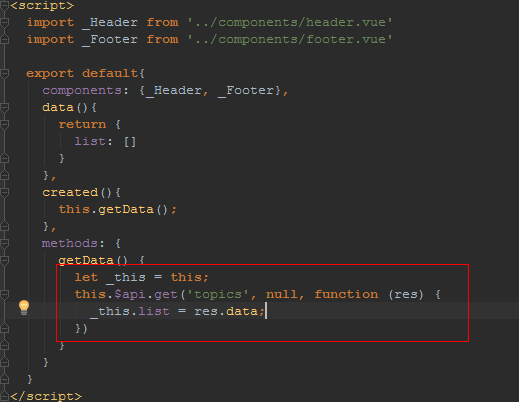 <script>
import _Header from '../components/header.vue'
import _Footer from '../components/footer.vue'
export default{
components: {_Header, _Footer},
data(){
return {
list: []
}
},
created(){
this.getData();
},
methods: {
getData() {
let _this = this;
this.$api.get('topics', null, function (res) {
_this.list = res.data;
})
}
}
}
</script>